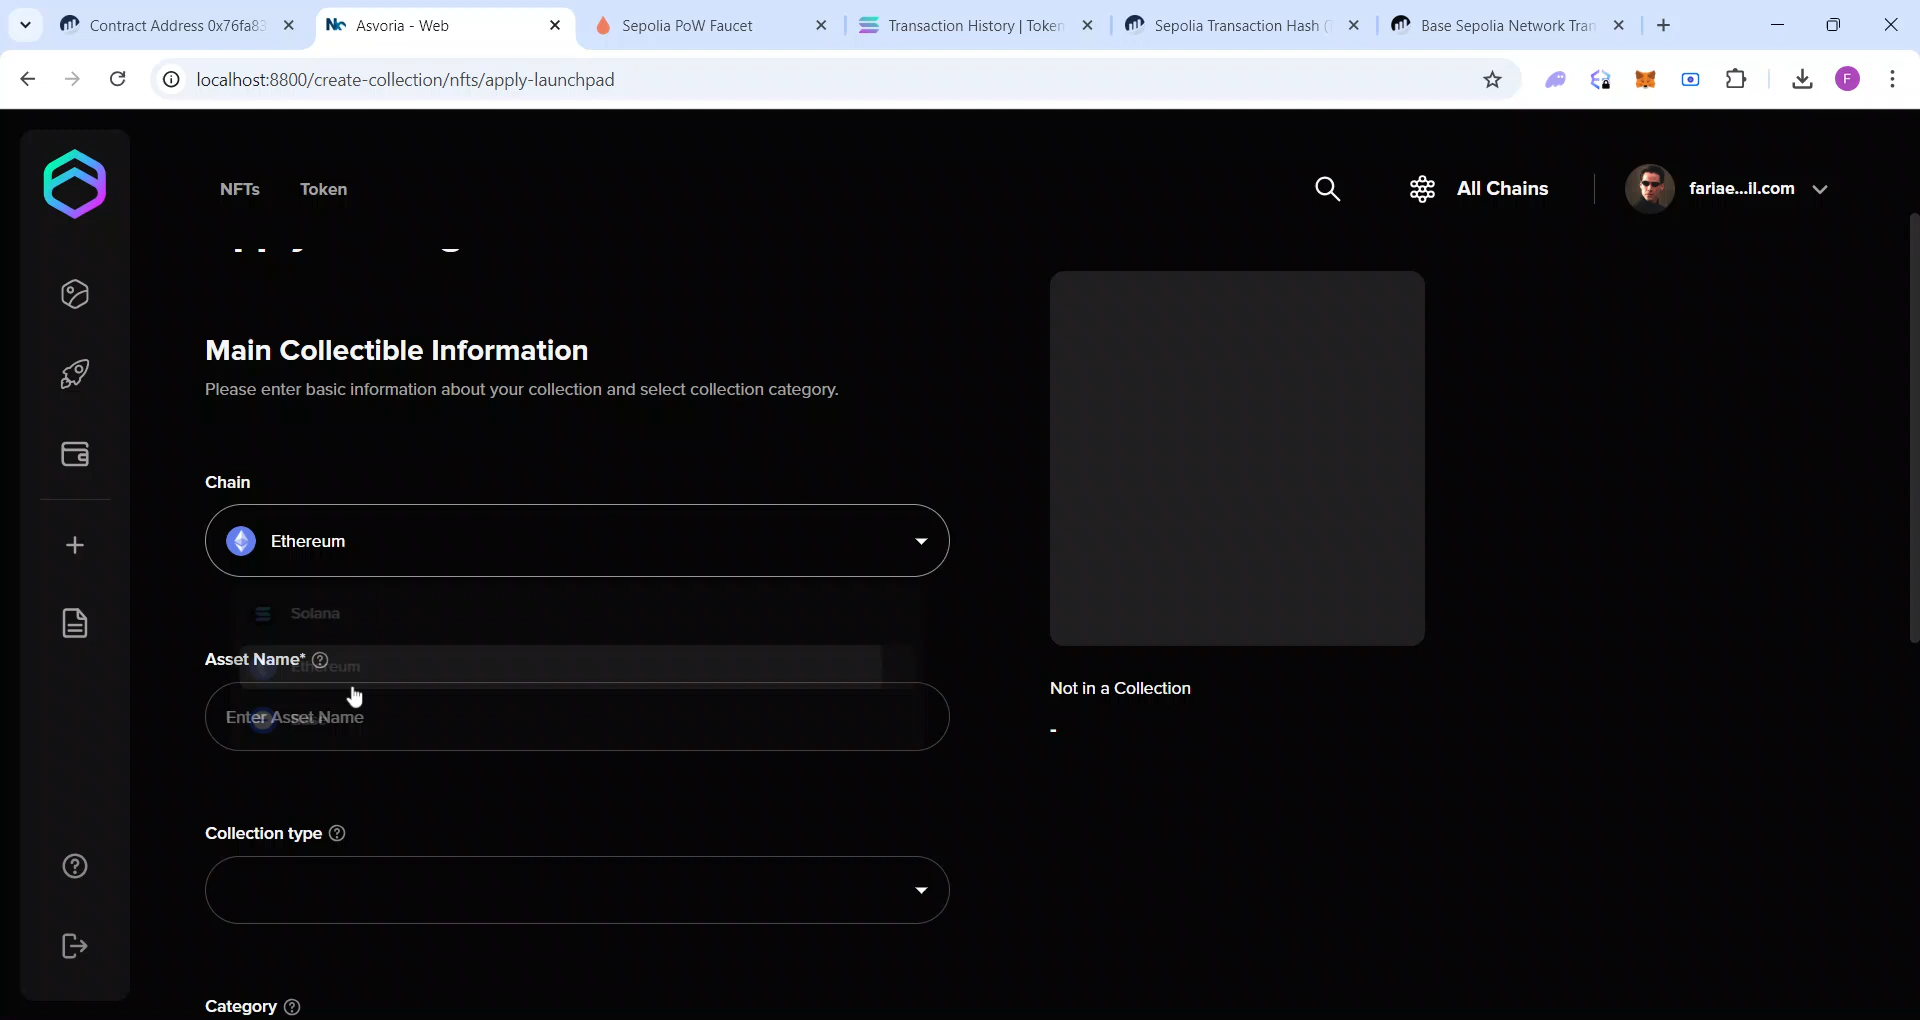 Contract Address 0x76fa83
Asvoria - Web
Sepolia PoW Faucet
Transaction History | Token
Sepolia Transaction Hash (
Base Sepolia Network Tran
localhost:8800/create-collection/nfts/apply-launchpad
F
NFTs
Token
All Chains
farlae...il.com
Main Collectible Information
Please enter basic information about your collection and select collection category.
Chain
Ethereum
Solana
Asset Name*
Ethereum
Enter Asset Name
Not in a Collection
-
Collection type
Category